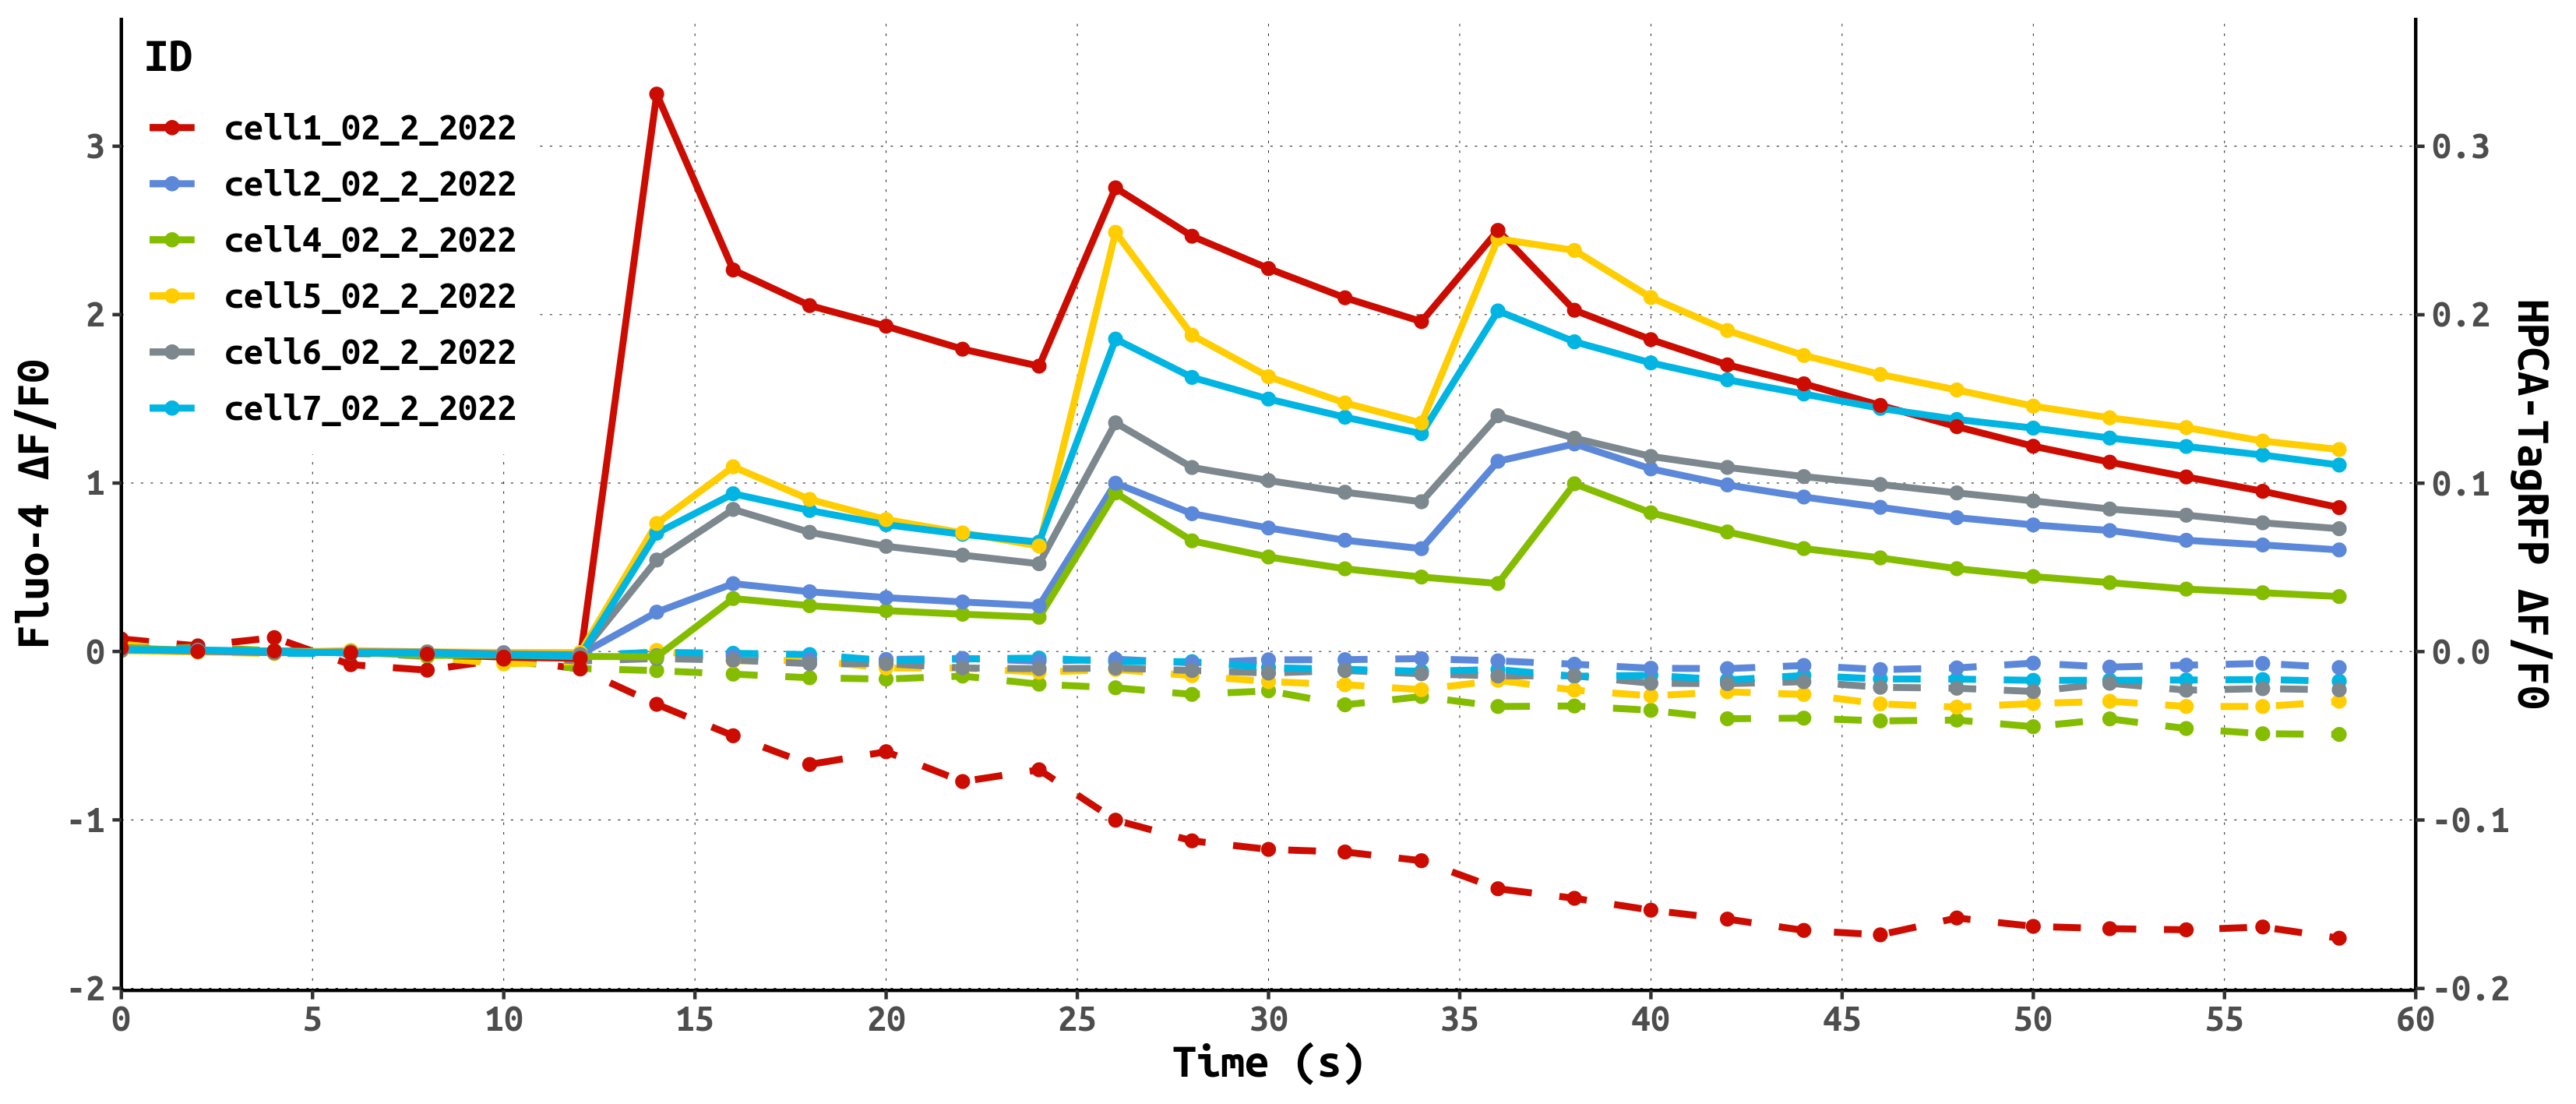 ID
cell1_02_2_2022
cell2_02_2_2022
cell4_02_2_2022
cell5_02_2_2022
cell6_02_2_2022
cell7_02_2_2022
Fluo-4 ΔF/F0
3
2
1
0
-1
-2
0.3
0.2
0.1
0.0
-0.1
-0.2
HPCA-TagRFP ΔF/F0
0 5 10 15 20 25 30 35 40 45 50 55 60
Time (s)